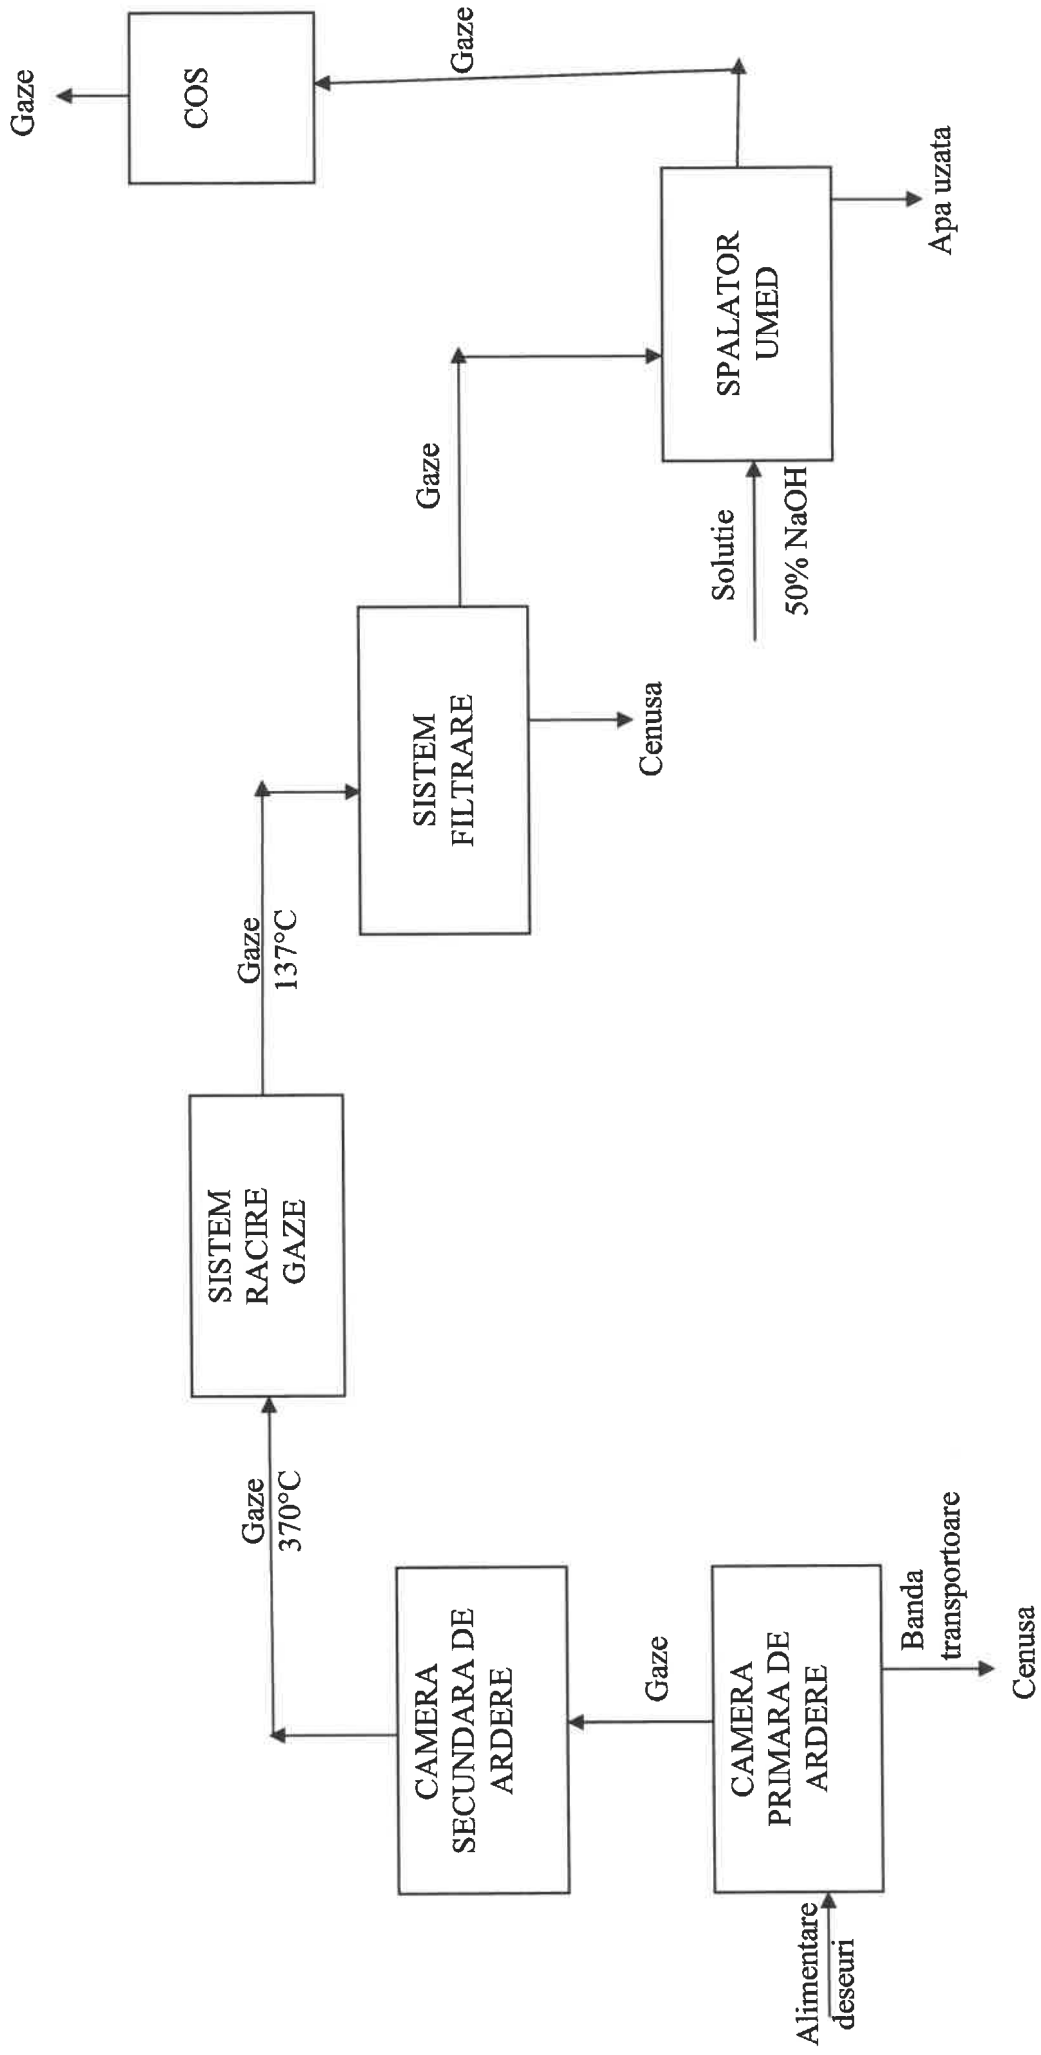 Alimentare
deseuri
CAMERA
PRIMARA DE
ARDERE
Banda
transportoare
Cenusa
Gaze
CAMERA
SECUNDARA DE
ARDERE
Gaze
370°C
SISTEM
RACIRE
GAZE
Gaze
137°C
SISTEM
FILTRARE
Cenusa
Gaze
Solutie
50% NaOH
SPALATOR
UMED
Apa uzata
Gaze
COS
Gaze